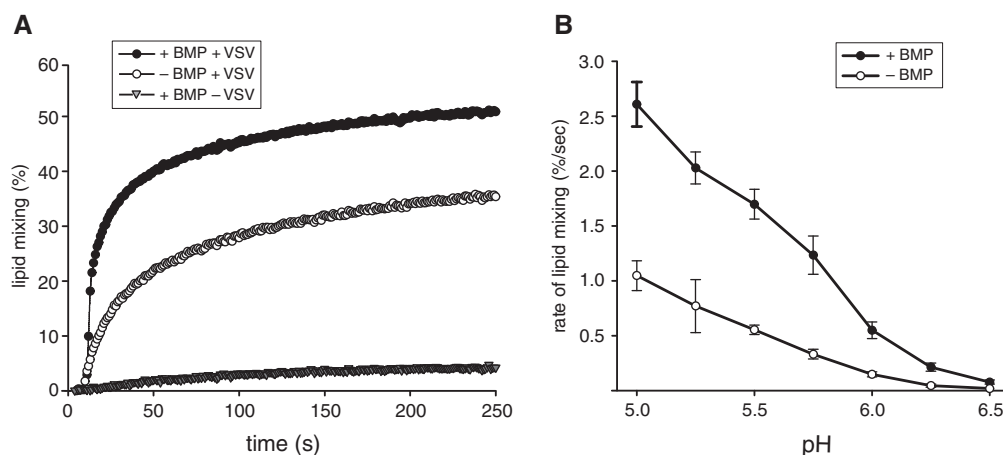 A
+ BMP + VSV
– BMP + VSV
+ BMP – VSV
lipid mixing (%)
60
50
40
30
20
10
0
0
50
100
150
200
250
time (s)
B
+ BMP
– BMP
rate of lipid mixing (%/sec)
3.0
2.5
2.0
1.5
1.0
0.5
5.0
5.5
6.0
6.5
pH